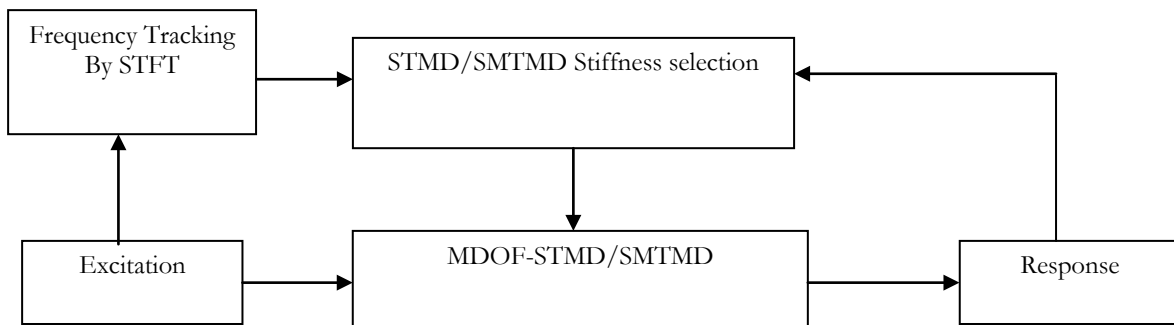 Frequency Tracking
By STFT
STMD/SMTMD Stiffness selection
Excitation
MDOF-STMD/SMTMD
Response